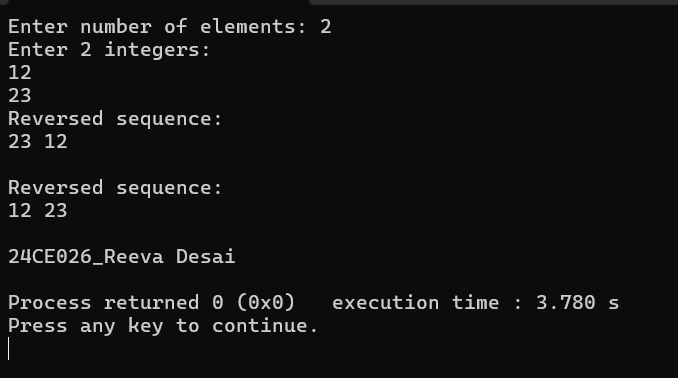 Enter number of elements: 2
Enter 2 integers:
12
23
Reversed sequence:
23 12
Reversed sequence:
12 23
24CE026_Reeva Desai
Process returned 0 (0x0)   execution time : 3.780 s
Press any key to continue.